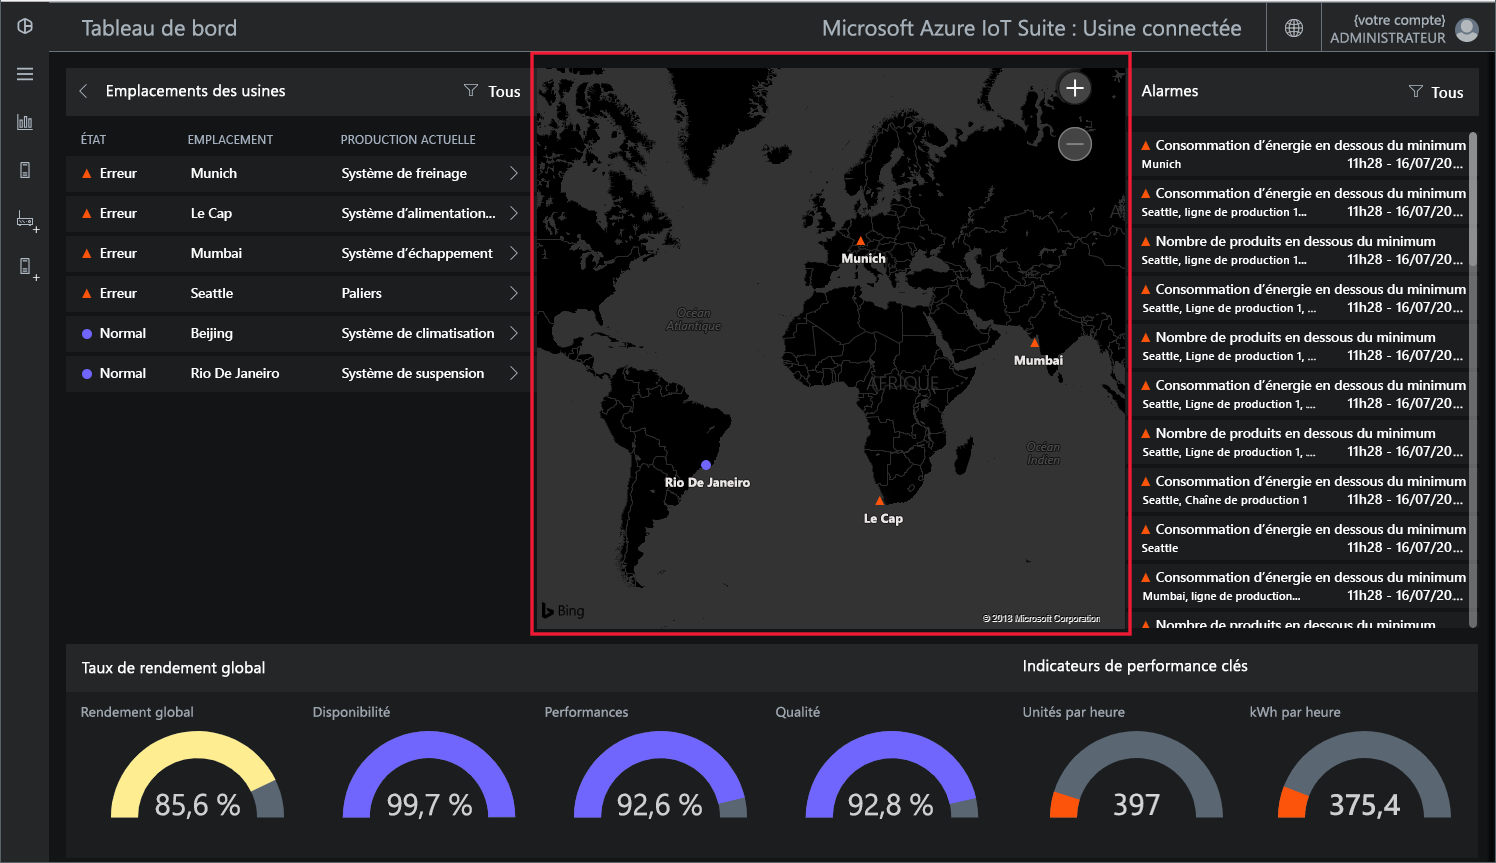 Tableau de bord
Microsoft Azure IoT Suite : Usine connectée
{votre compte}
ADMINISTRATEUR
Emplacements des usines
Tous
ÉTAT EMPLACEMENT PRODUCTION ACTUELLE
Erreur Munich Système de freinage
Erreur Le Cap Système d’alimentation...
Erreur Mumbai Système d’échappement
Erreur Seattle Paliers
Normal Beijing Système de climatisation
Normal Rio De Janeiro Système de suspension
Munich
Océan
Atlantique
Mumbai
AFRIQUE
Océan
Indien
Rio De Janeiro
Le Cap
Bing
© 2018 Microsoft Corporation
Alarmes
Tous
Consommation d’énergie en dessous du minimum
Munich 11h28 - 16/07/20...
Consommation d’énergie en dessous du minimum
Seattle, ligne de production 1... 11h28 - 16/07/20...
Nombre de produits en dessous du minimum
Seattle, ligne de production 1... 11h28 - 16/07/20...
Consommation d’énergie en dessous du minimum
Seattle, Ligne de production 1, ... 11h28 - 16/07/20...
Nombre de produits en dessous du minimum
Seattle, Ligne de production 1, ... 11h28 - 16/07/20...
Consommation d’énergie en dessous du minimum
Seattle, Ligne de production 1, ... 11h28 - 16/07/20...
Nombre de produits en dessous du minimum
Seattle, Ligne de production 1, ... 11h28 - 16/07/20...
Consommation d’énergie en dessous du minimum
Seattle, Chaîne de production 1 11h28 - 16/07/20...
Consommation d’énergie en dessous du minimum
Seattle 11h28 - 16/07/20...
Consommation d’énergie en dessous du minimum
Mumbai, ligne de production... 11h28 - 16/07/20...
Nombre de produits en dessous du minimum
Taux de rendement global
Indicateurs de performance clés
Rendement global Disponibilité Performances Qualité Unités par heure kWh par heure
85,6 % 99,7 % 92,6 % 92,8 % 397 375,4